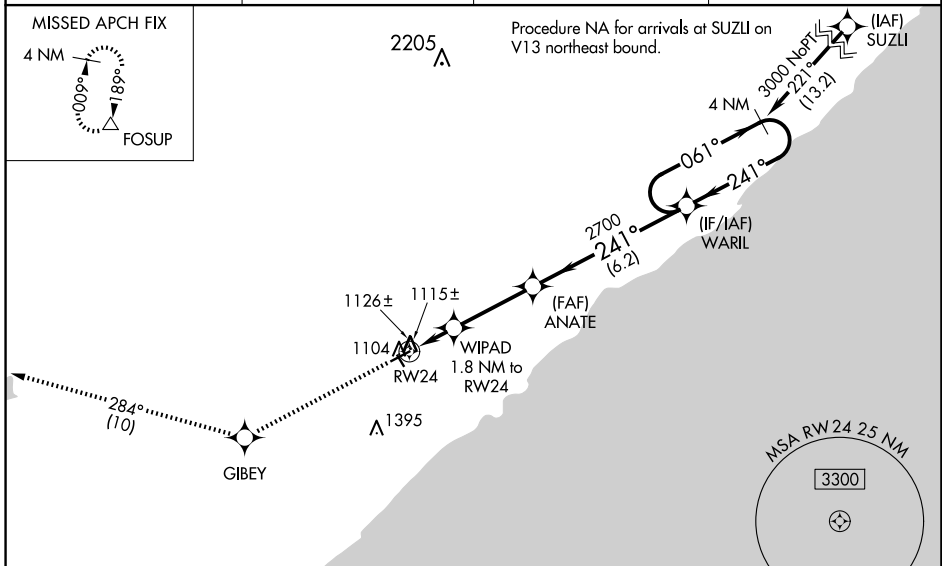 MISSED APCH FIX
4 NM
009°
189°
FOSUP
2205
Procedure NA for arrivals at SUZLI on
V13 northeast bound.
(IAF)
SUZLI
3000 NoPT
221°
(13.2)
4 NM
061°
241°
(IF/IAF)
WARIL
2700
241°
(6.2)
(FAF)
ANATE
1126±
1115±
1104
RW24
WIPAD
1.8 NM to
RW24
1395
284°
(10)
GIBEY
MSA RW24 25 NM
3300